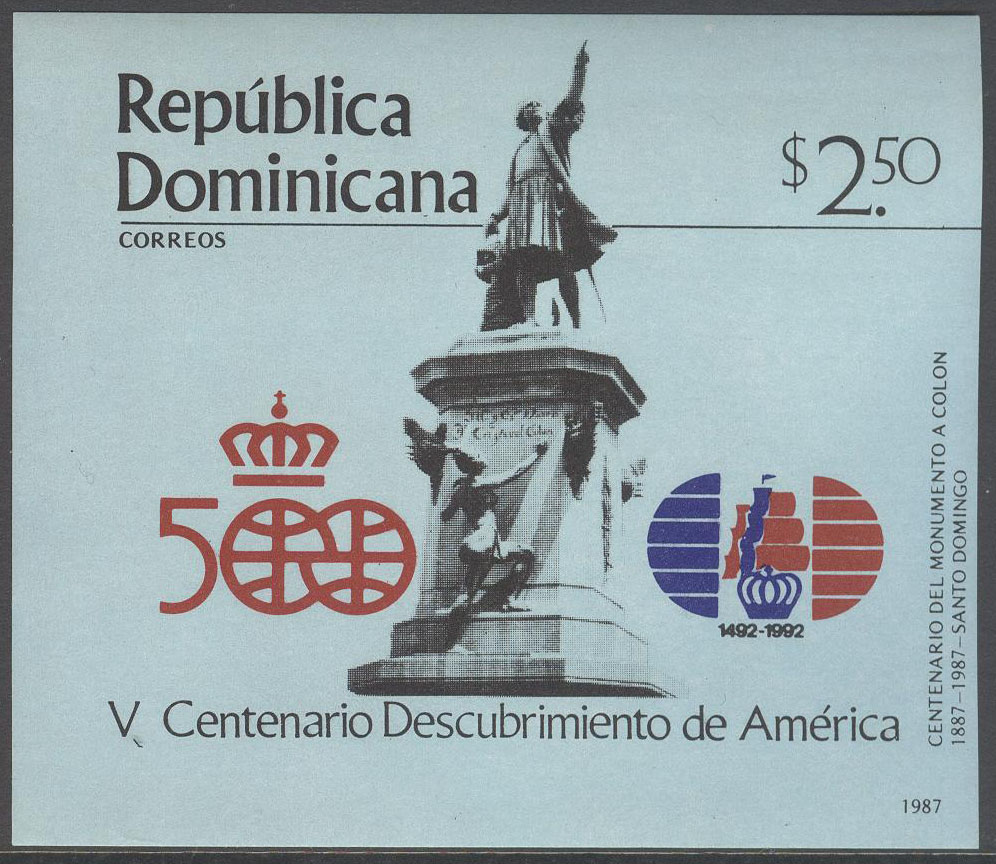 República
Dominicana
CORREOS
$2.50
500
1492-1992
V Centenario Descubrimiento de América
CENTENARIO DEL MONUMENTO A COLON
1887-1987-SANTO DOMINGO
1987